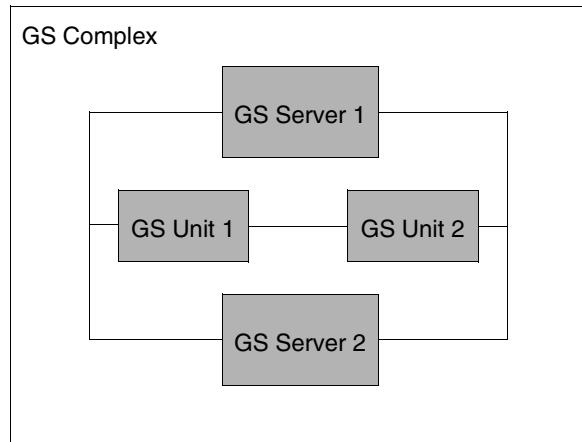 GS Complex
GS Server 1
GS Unit 1
GS Unit 2
GS Server 2